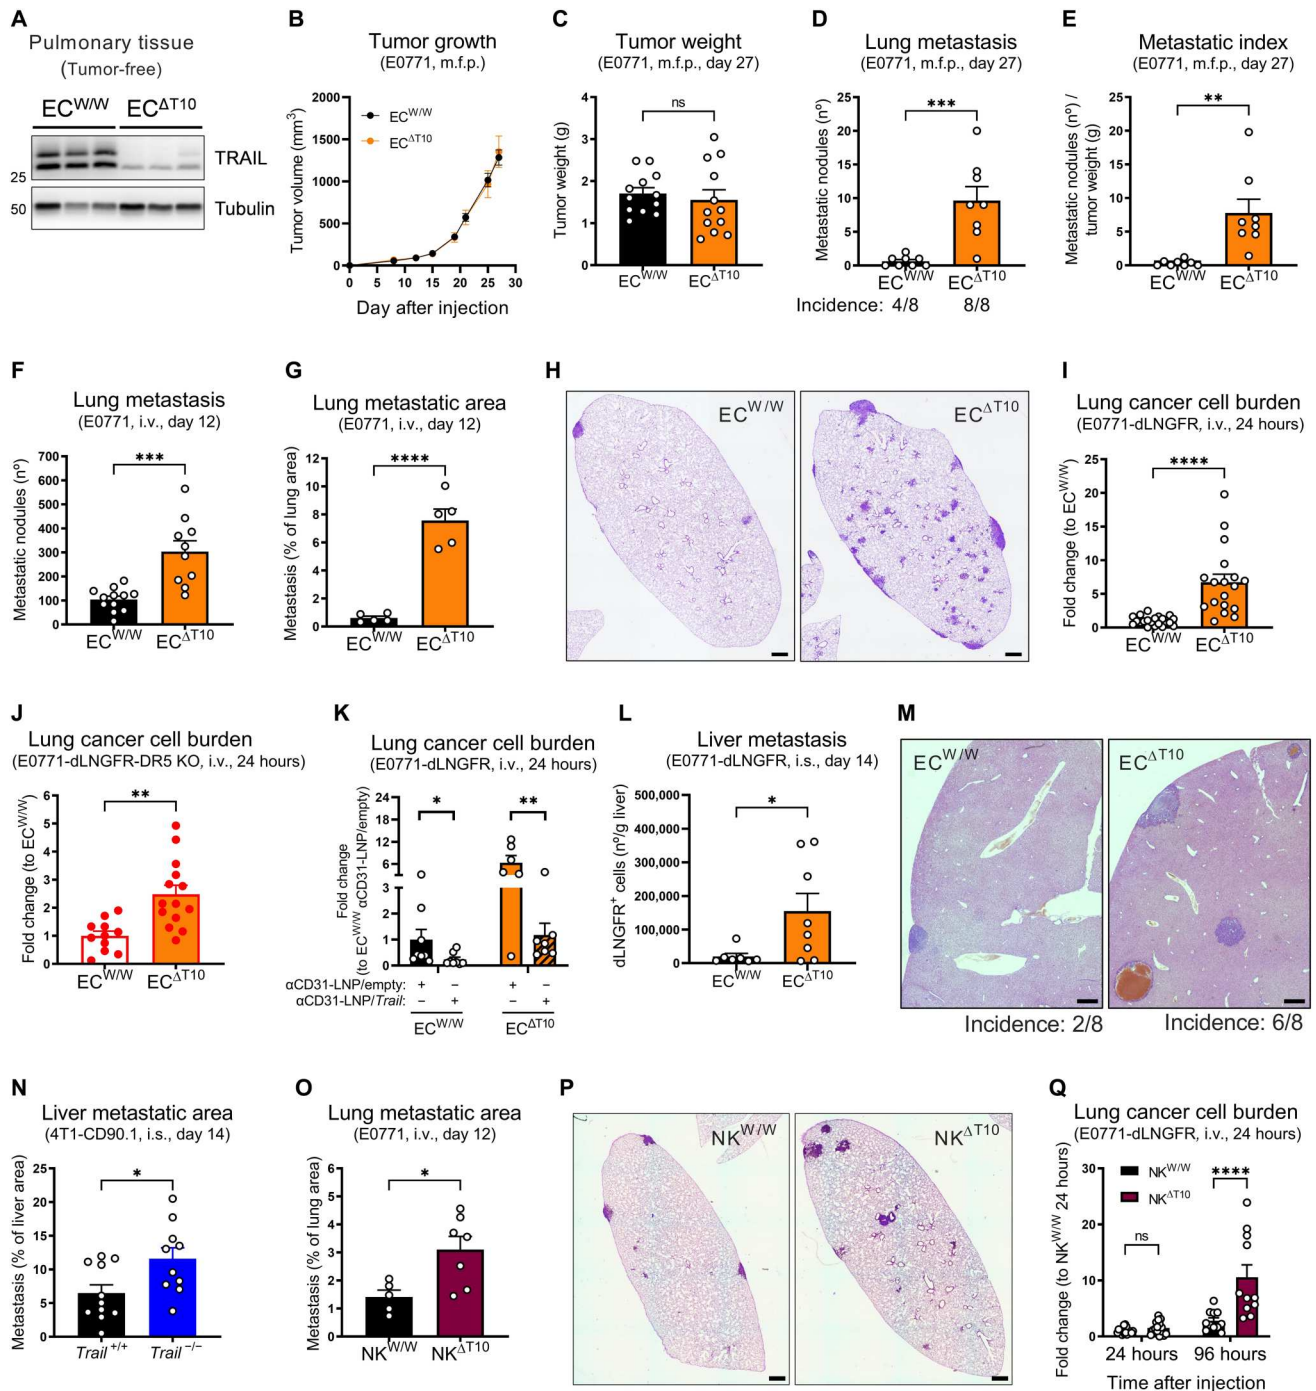 A
Pulmonary tissue
(Tumor-free)
EC^W/W EC^ΔT10
TRAIL
25
50
Tubulin
B
Tumor growth
(E0771, m.f.p.)
Tumor volume (mm³)
2000
1500
1000
500
0
EC^W/W
EC^ΔT10
0 5 10 15 20 25 30
Day after injection
C
Tumor weight
(E0771, m.f.p., day 27)
Tumor weight (g)
4
3
2
1
0
ns
EC^W/W EC^ΔT10
D
Lung metastasis
(E0771, m.f.p., day 27)
Metastatic nodules (nº)
25
20
15
10
5
0
***
EC^W/W EC^ΔT10
Incidence: 4/8 8/8
E
Metastatic index
(E0771, m.f.p., day 27)
Metastatic nodules (nº) /
tumor weight (g)
25
20
15
10
5
0
**
EC^W/W EC^ΔT10
F
Lung metastasis
(E0771, i.v., day 12)
Metastatic nodules (nº)
700
600
500
400
300
200
100
0
***
EC^W/W EC^ΔT10
G
Lung metastatic area
(E0771, i.v., day 12)
Metastasis (% of lung area)
12
10
8
6
4
2
0
****
EC^W/W EC^ΔT10
H
EC^W/W
EC^ΔT10
I
Lung cancer cell burden
(E0771-dLNGFR, i.v., 24 hours)
Fold change (to EC^W/W)
25
20
15
10
5
0
****
EC^W/W EC^ΔT10
J
Lung cancer cell burden
(E0771-dLNGFR-DR5 KO, i.v., 24 hours)
Fold change (to EC^W/W)
6
5
4
3
2
1
0
**
EC^W/W EC^ΔT10
K
Lung cancer cell burden
(E0771-dLNGFR, i.v., 24 hours)
Fold change
(to EC^W/W αCD31-LNP/empty)
24
18
12
6
3
2
1
0
* **
αCD31-LNP/empty: + – + –
αCD31-LNP/Trail: – + – +
EC^W/W EC^ΔT10
L
Liver metastasis
(E0771-dLNGFR, i.s., day 14)
dLNGFR⁺ cells (nº/g liver)
500,000
400,000
300,000
200,000
100,000
0
*
EC^W/W EC^ΔT10
M
EC^W/W
EC^ΔT10
Incidence: 2/8
Incidence: 6/8
N
Liver metastatic area
(4T1-CD90.1, i.s., day 14)
Metastasis (% of liver area)
25
20
15
10
5
0
*
Trail^+/+ Trail^–/–
O
Lung metastatic area
(E0771, i.v., day 12)
Metastasis (% of lung area)
6
5
4
3
2
1
0
*
NK^W/W NK^ΔT10
P
NK^W/W
NK^ΔT10
Q
Lung cancer cell burden
(E0771-dLNGFR, i.v., 24 hours)
Fold change (to NK^W/W 24 hours)
30
20
10
0
NK^W/W
NK^ΔT10
ns
****
24 hours 96 hours
Time after injection